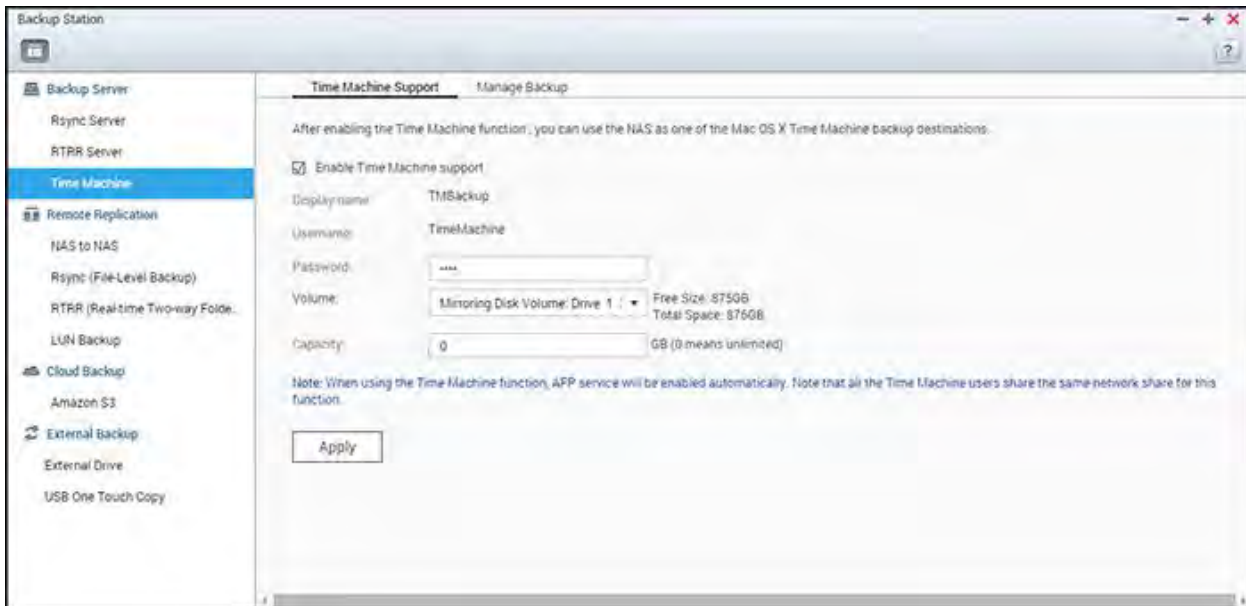 Backup Station
Backup Server
Rsync Server
RTRR Server
Time Machine
Remote Replication
NAS to NAS
Rsync (File-Level Backup)
RTRR (Real-time Two-way Folde...
LUN Backup
Cloud Backup
Amazon S3
External Backup
External Drive
USB One Touch Copy
Time Machine Support Manage Backup
After enabling the Time Machine function , you can use the NAS as one of the Mac OS X Time Machine backup destinations.
Enable Time Machine support
Display name: TMBackup
Username: TimeMachine
Password: ••••
Volume: Mirroring Disk Volume: Drive 1 Free Size: 875GB
Total Space: 876GB
Capacity: 0 GB (0 means unlimited)
Note: When using the Time Machine function, AFP service will be enabled automatically. Note that all the Time Machine users share the same network share for this
function.
Apply